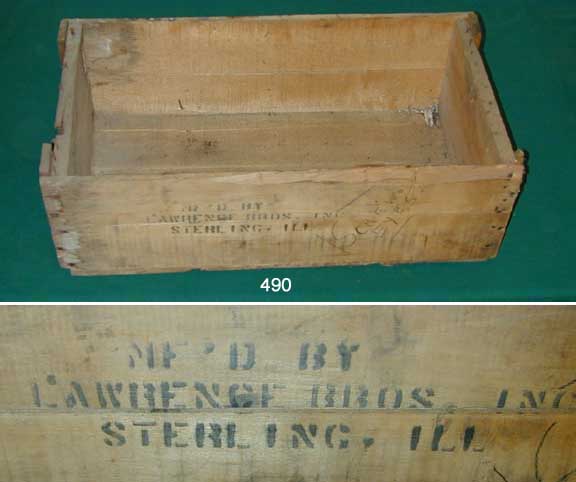 MF'D BY
LAWRENCE BROS. INC
STERLING, ILL
490
MF'D BY
LAWRENCE BROS. INC
STERLING, ILL